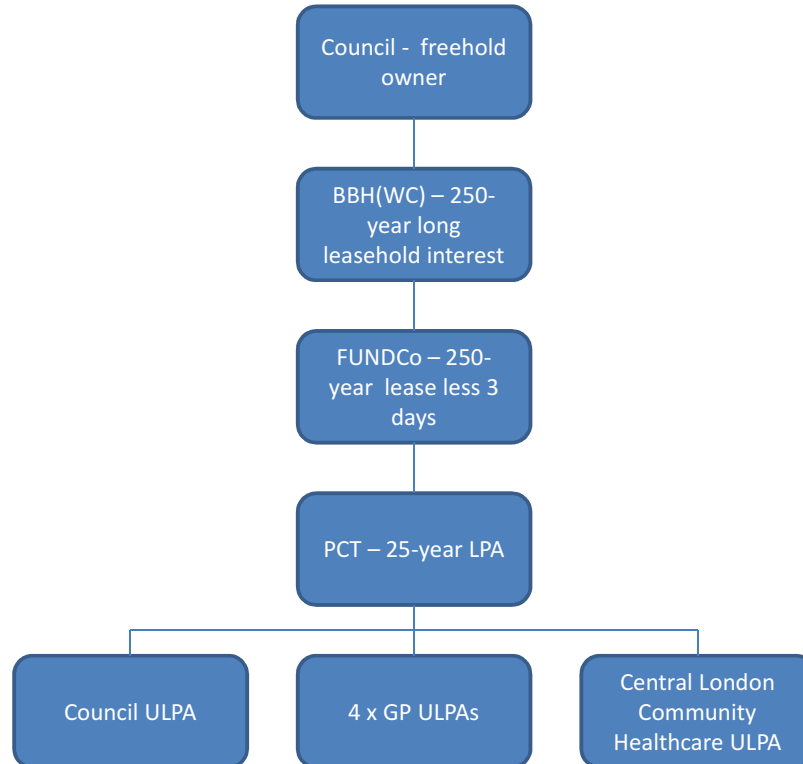 Council - freehold
owner
BBH(WC) – 250-
year long
leasehold interest
FUNDCo – 250-
year lease less 3
days
PCT – 25-year LPA
Council ULPA
4 x GP ULPAs
Central London
Community
Healthcare ULPA